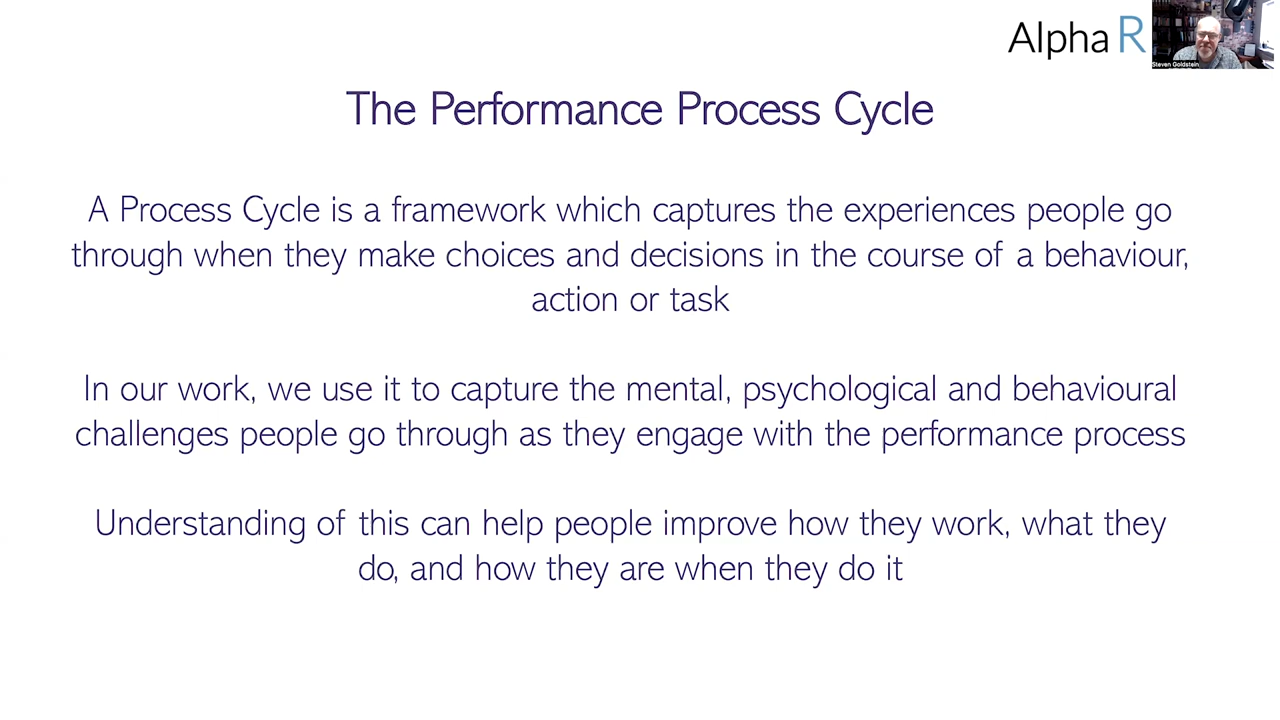 Alpha R
Steven Goldstein
The Performance Process Cycle
A Process Cycle is a framework which captures the experiences people go
through when they make choices and decisions in the course of a behaviour,
action or task
In our work, we use it to capture the mental, psychological and behavioural
challenges people go through as they engage with the performance process
Understanding of this can help people improve how they work, what they
do, and how they are when they do it